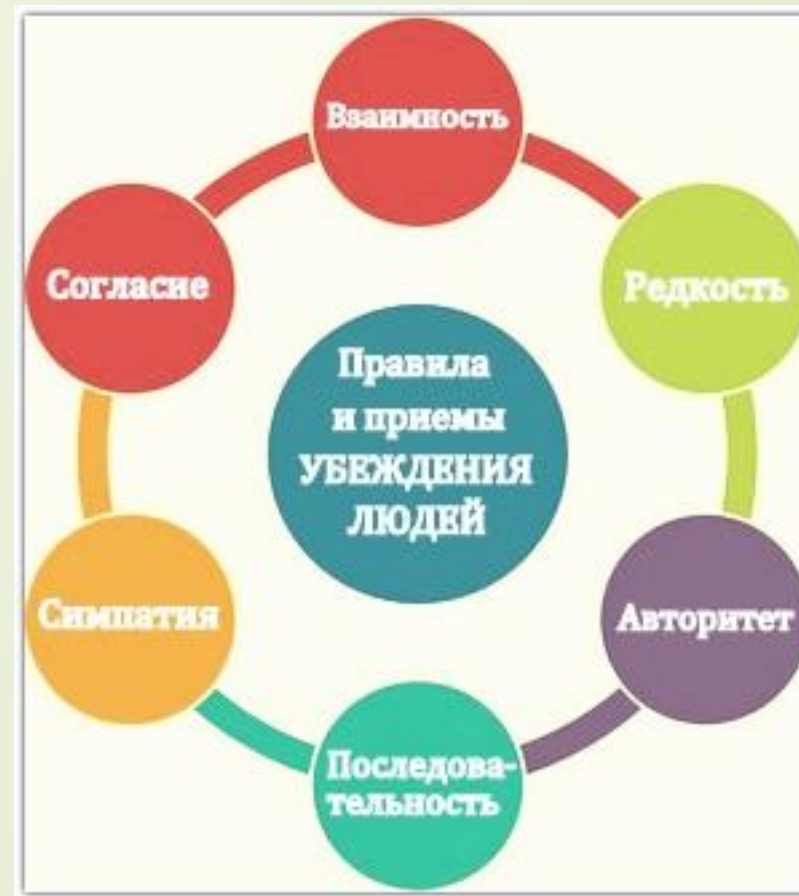 Взаимность
Согласие
Редкость
Правила
и приемы
УБЕЖДЕНИЯ
ЛЮДЕЙ
Симпатия
Авторитет
Последова-
тельность